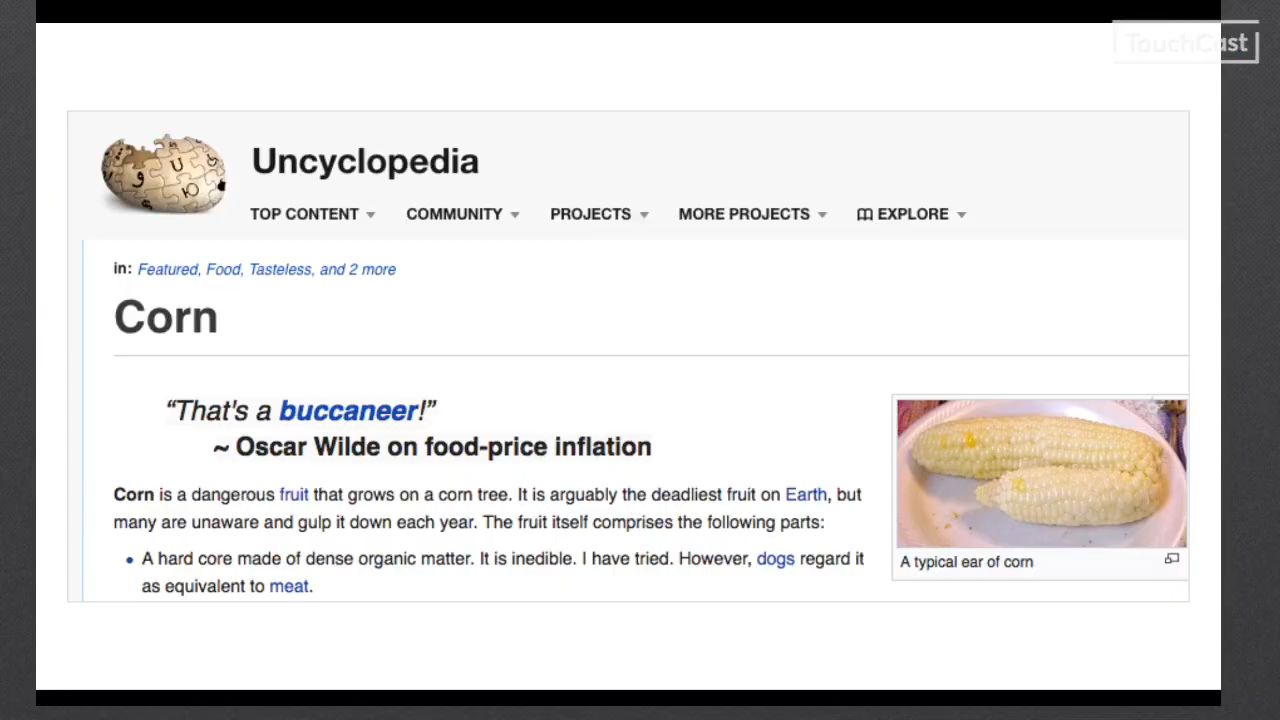 TouchCast
Uncyclopedia
TOP CONTENT COMMUNITY PROJECTS MORE PROJECTS EXPLORE
in: Featured, Food, Tasteless, and 2 more
Corn
“That's a buccaneer!”
~ Oscar Wilde on food-price inflation
Corn is a dangerous fruit that grows on a corn tree. It is arguably the deadliest fruit on Earth, but
many are unaware and gulp it down each year. The fruit itself comprises the following parts:
• A hard core made of dense organic matter. It is inedible. I have tried. However, dogs regard it
as equivalent to meat.
A typical ear of corn